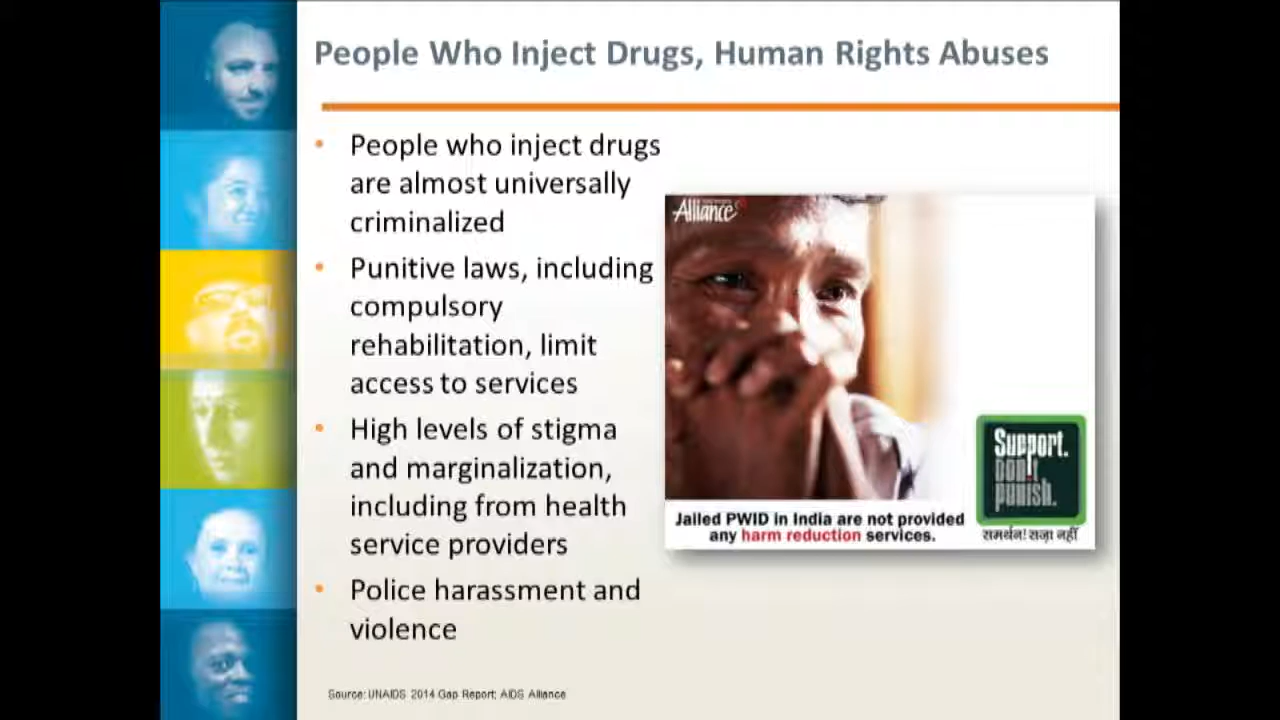 People Who Inject Drugs, Human Rights Abuses
• People who inject drugs
are almost universally
criminalized
• Punitive laws, including
compulsory
rehabilitation, limit
access to services
• High levels of stigma
and marginalization,
including from health
service providers
• Police harassment and
violence
Alliance
Support.
Don't
punish.
Jailed PWID in India are not provided
any harm reduction services.
समर्थन! सज़ा नहीं
Source: UNAIDS 2014 Gap Report; AIDS Alliance